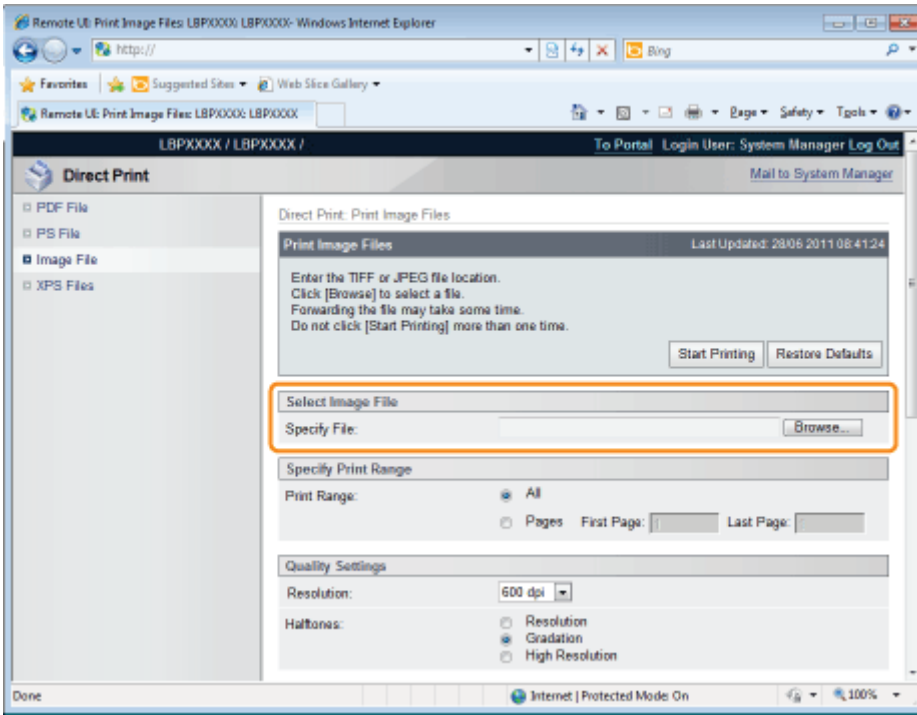 Remote UI: Print Image Files: LBPXXXX: LBPXXXX- Windows Internet Explorer
http://
Bing
Favorites Suggested Sites Web Slice Gallery
Remote UI: Print Image Files: LBPXXXX: LBPXXXX
Page Safety Tools
LBPXXXX / LBPXXXX / To Portal Login User: System Manager Log Out
Direct Print Mail to System Manager
PDF File
PS File
Image File
XPS Files
Direct Print: Print Image Files
Print Image Files Last Updated: 28/06 2011 08:41:24
Enter the TIFF or JPEG file location.
Click [Browse] to select a file.
Forwarding the file may take some time.
Do not click [Start Printing] more than one time.
Start Printing Restore Defaults
Select Image File
Specify File: Browse...
Specify Print Range
Print Range: All
Pages First Page: Last Page:
Quality Settings
Resolution: 600 dpi
Halftones: Resolution
Gradation
High Resolution
Done Internet | Protected Mode: On 100%